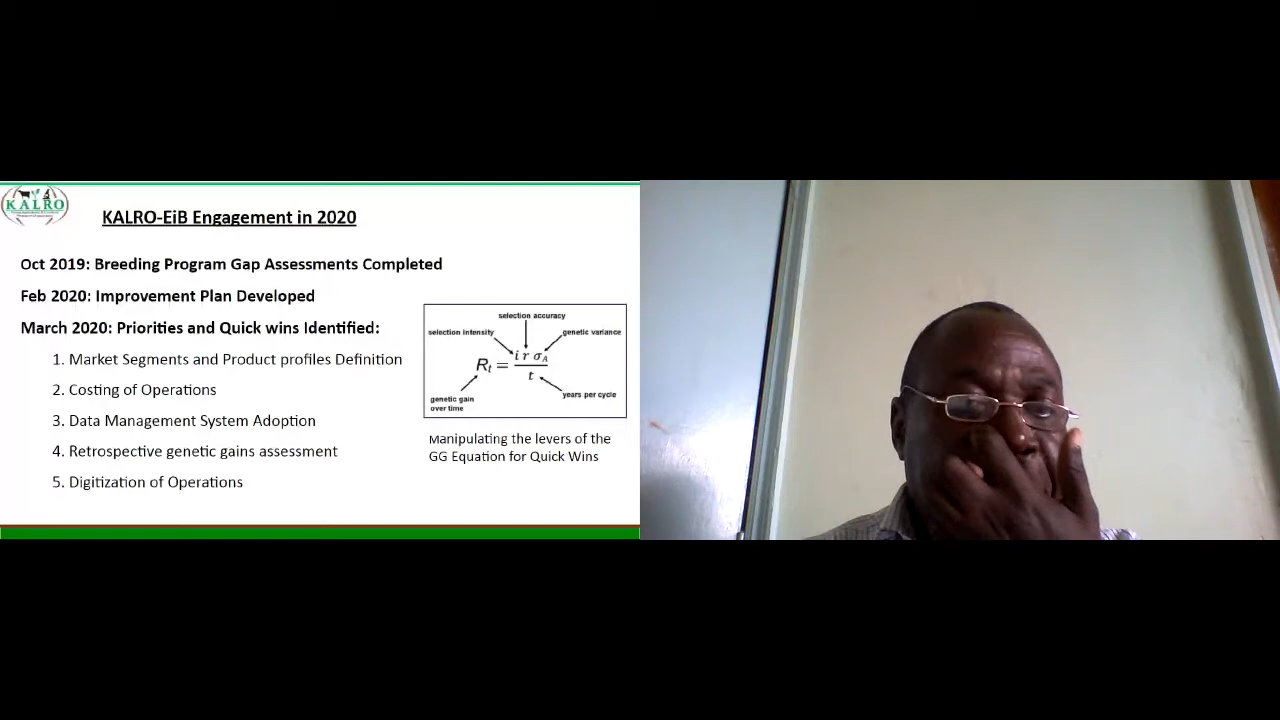 KALRO
KALRO-EiB Engagement in 2020
Oct 2019: Breeding Program Gap Assessments Completed
Feb 2020: Improvement Plan Developed
March 2020: Priorities and Quick wins Identified:
1. Market Segments and Product profiles Definition
2. Costing of Operations
3. Data Management System Adoption
4. Retrospective genetic gains assessment
5. Digitization of Operations
selection accuracy
selection intensity
genetic variance
Rₜ = i r σ_A / t
genetic gain
over time
years per cycle
Manipulating the levers of the
GG Equation for Quick Wins